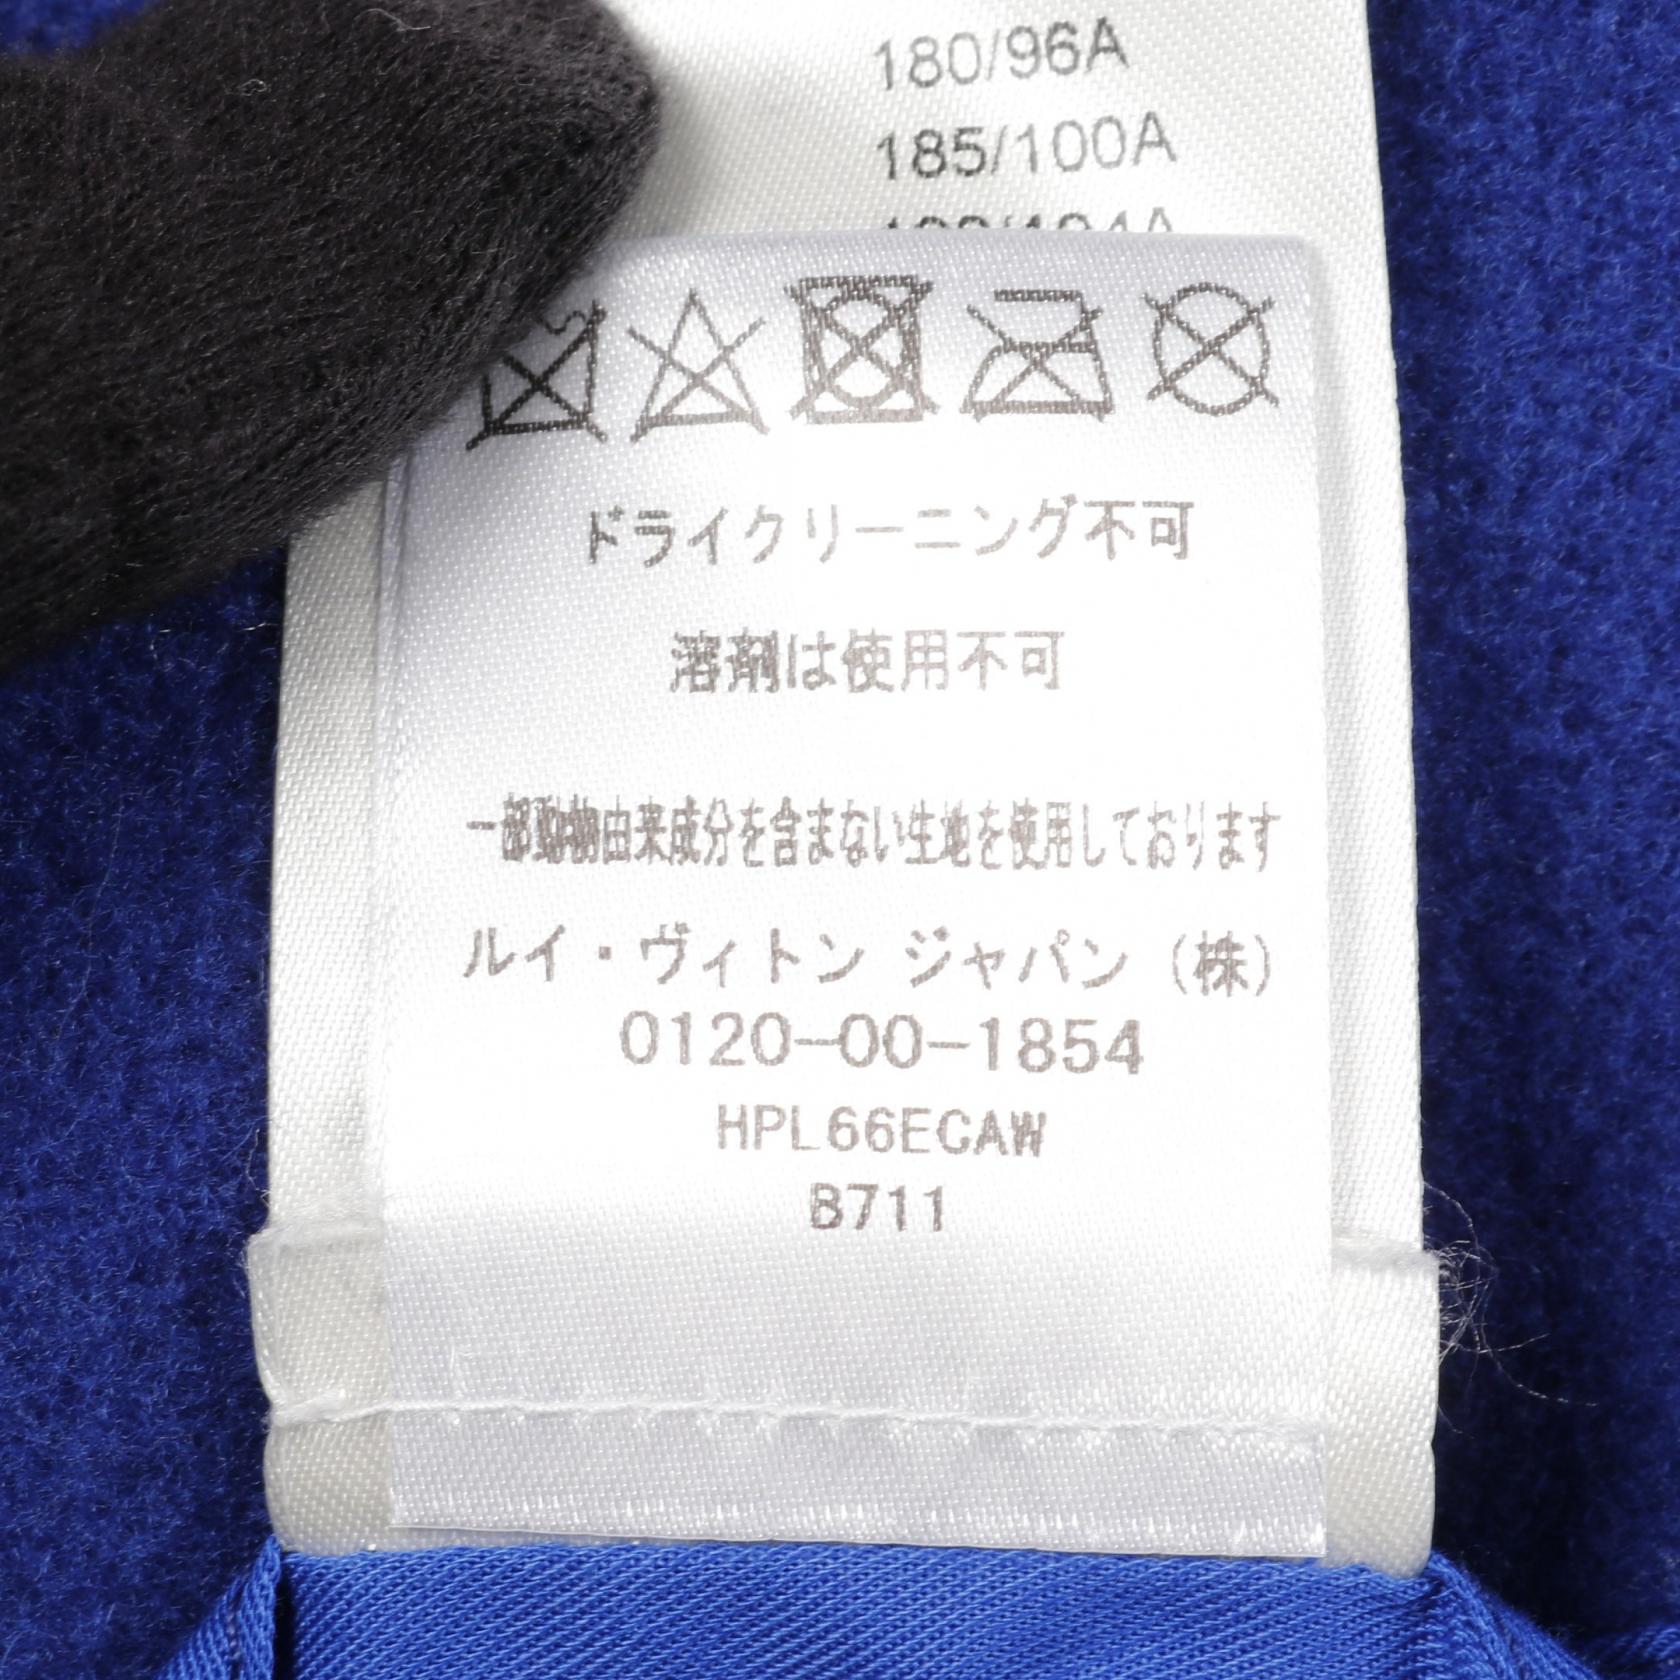 180/96A
185/100A
ドライクリーニング不可
溶剤は使用不可
一部動物由来成分を含まない生地を使用しております
ルイ・ヴィトン ジャパン (株)
0120-00-1854
HPL66ECAW
B711